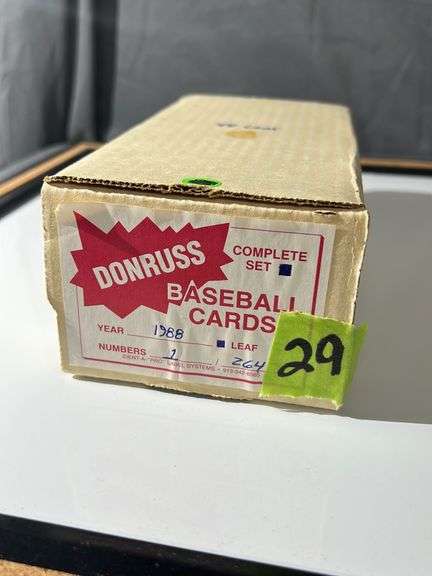 DONRUSS
COMPLETE
SET
BASEBALL
CARDS
YEAR 1988 LEAF
NUMBERS 1 / 264
29